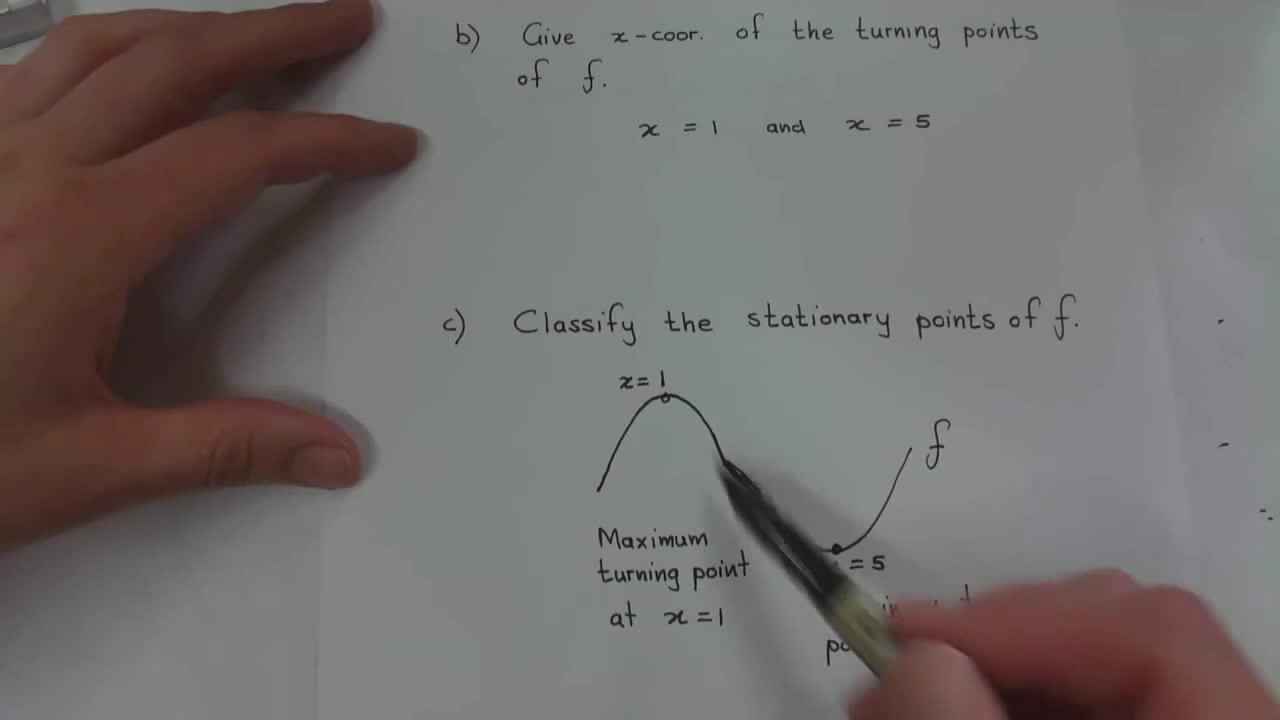 b) Give x-coor. of the turning points
of f.
x = 1 and x = 5
c) Classify the stationary points of f.
x = 1
f
= 5
Maximum
turning point
at x = 1